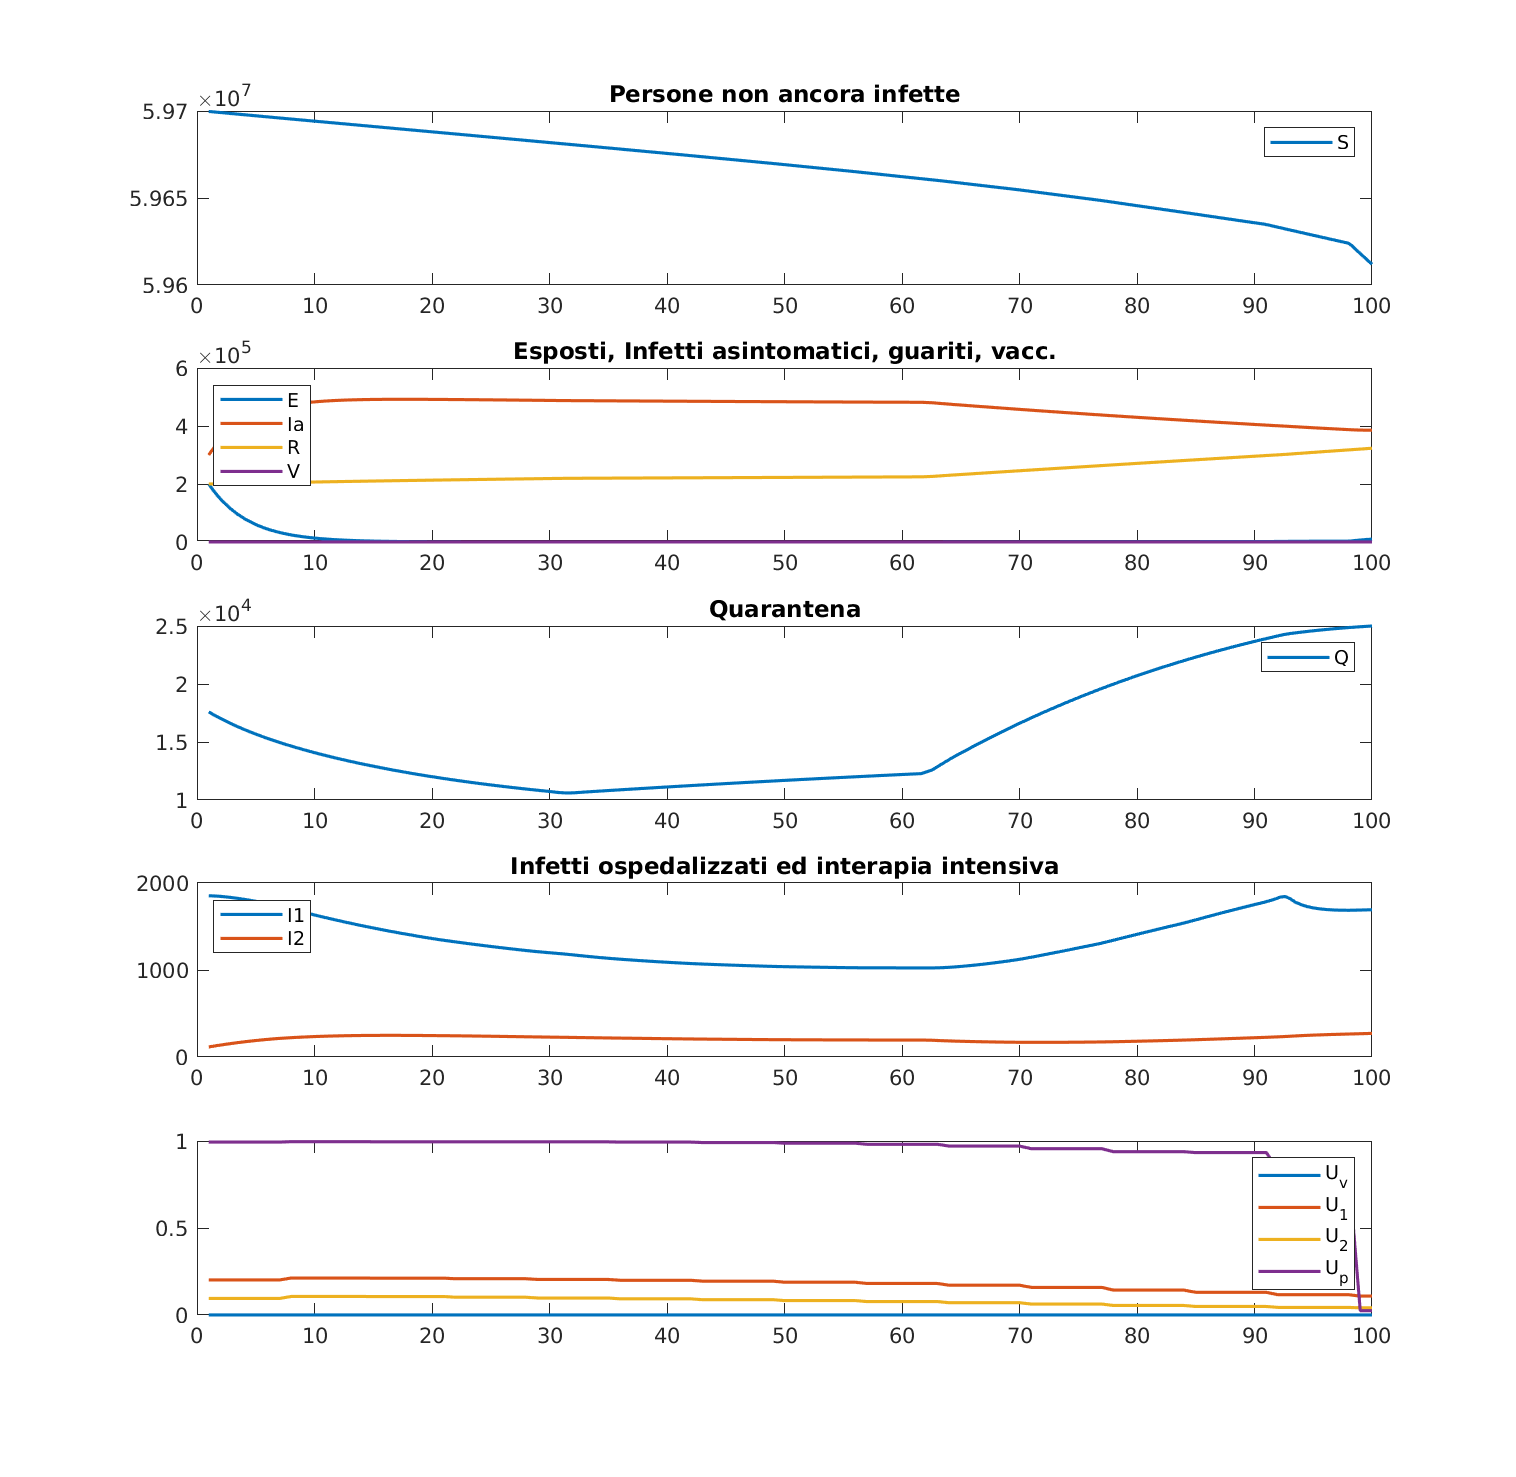 Persone non ancora infette
×10^7
5.97
5.965
5.96
S
0 10 20 30 40 50 60 70 80 90 100
Esposti, Infetti asintomatici, guariti, vacc.
×10^5
6
4
2
0
E
Ia
R
V
0 10 20 30 40 50 60 70 80 90 100
Quarantena
×10^4
2.5
2
1.5
1
Q
0 10 20 30 40 50 60 70 80 90 100
Infetti ospedalizzati ed interapia intensiva
2000
1000
0
I1
I2
0 10 20 30 40 50 60 70 80 90 100
1
0.5
0
U_v
U_1
U_2
U_p
0 10 20 30 40 50 60 70 80 90 100